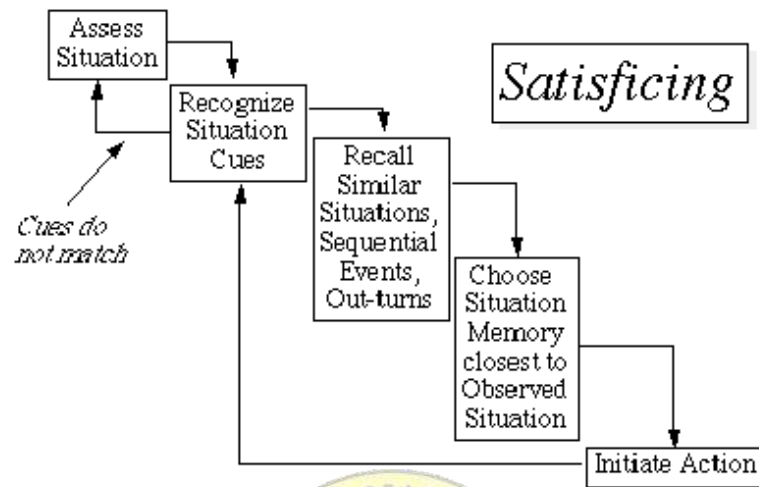 Assess
Situation
Satisficing
Recognize
Situation
Cues
Recall
Similar
Situations,
Sequential
Events,
Out-turns
Cues do
not match
Choose
Situation
Memory
closest to
Observed
Situation
Initiate Action